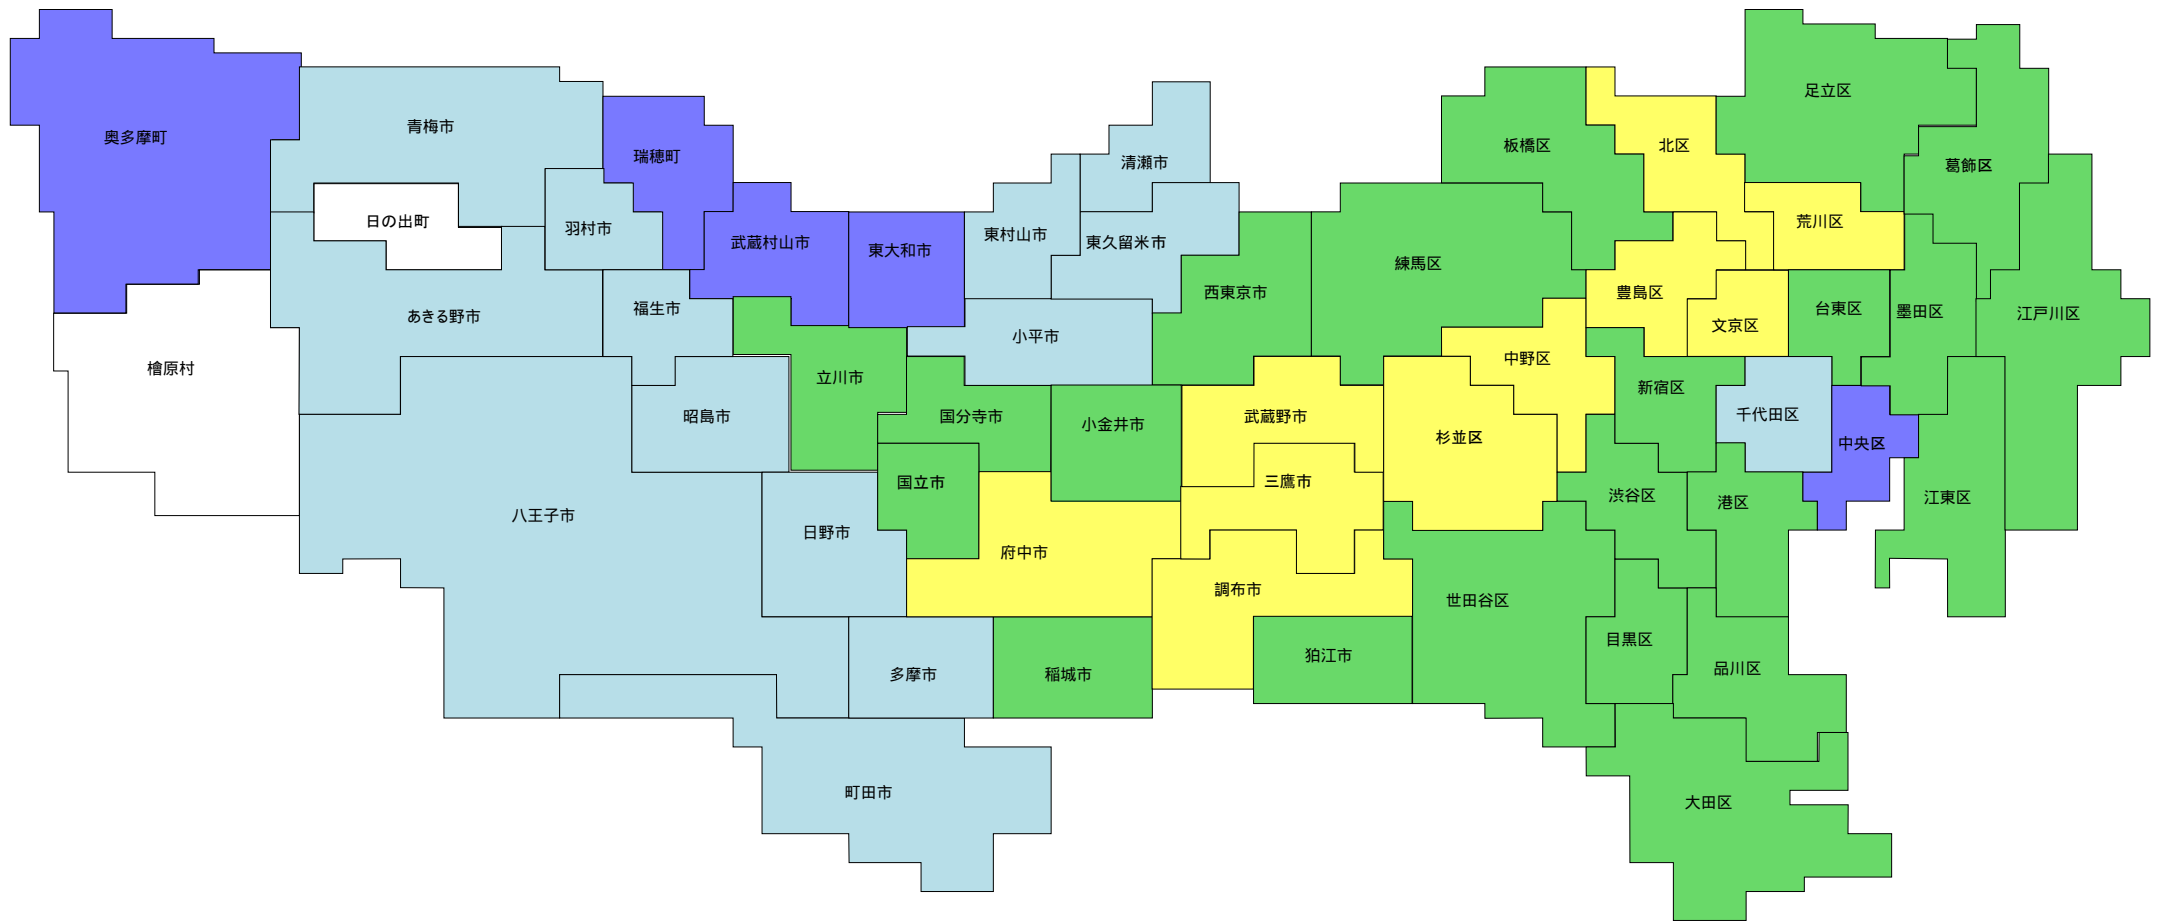 足立区
青梅市
奥多摩町
板橋区
北区
瑞穂町
清瀬市
葛飾区
日の出町
荒川区
羽村市
東村山市
武蔵村山市
東久留米市
東大和市
練馬区
西東京市
豊島区
福生市
台東区
墨田区
江戸川区
あきる野市
文京区
小平市
中野区
檜原村
立川市
新宿区
千代田区
昭島市
国分寺市
武蔵野市
小金井市
杉並区
中央区
国立市
三鷹市
渋谷区
江東区
港区
八王子市
日野市
府中市
調布市
世田谷区
目黒区
狛江市
品川区
多摩市
稲城市
町田市
大田区